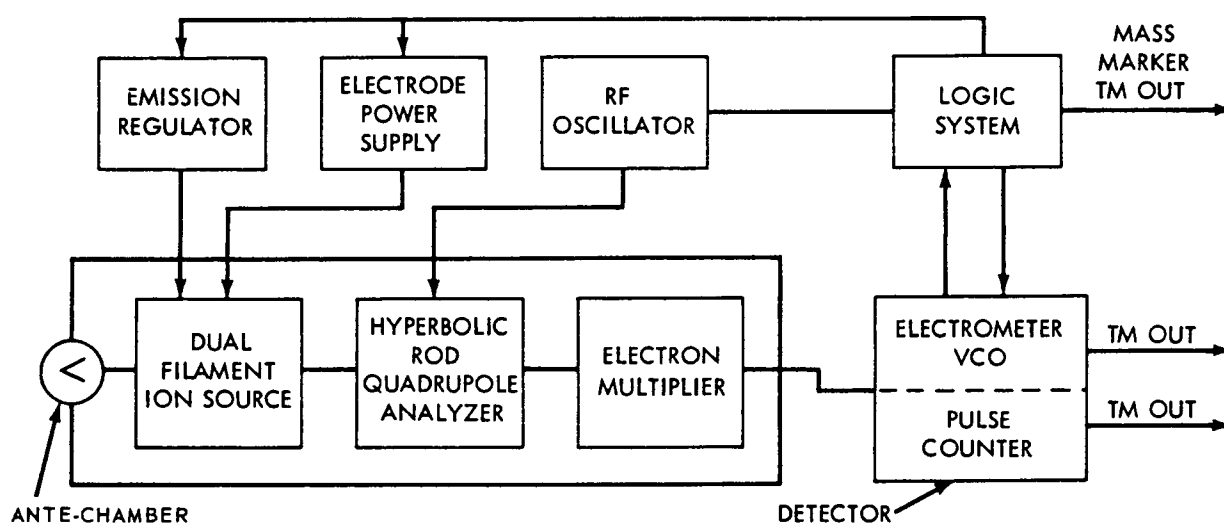 EMISSION
REGULATOR
ELECTRODE
POWER
SUPPLY
RF
OSCILLATOR
LOGIC
SYSTEM
MASS
MARKER
TM OUT
DUAL
FILAMENT
ION SOURCE
HYPERBOLIC
ROD
QUADRUPOLE
ANALYZER
ELECTRON
MULTIPLIER
ELECTROMETER
VCO
PULSE
COUNTER
TM OUT
TM OUT
ANTE-CHAMBER
DETECTOR